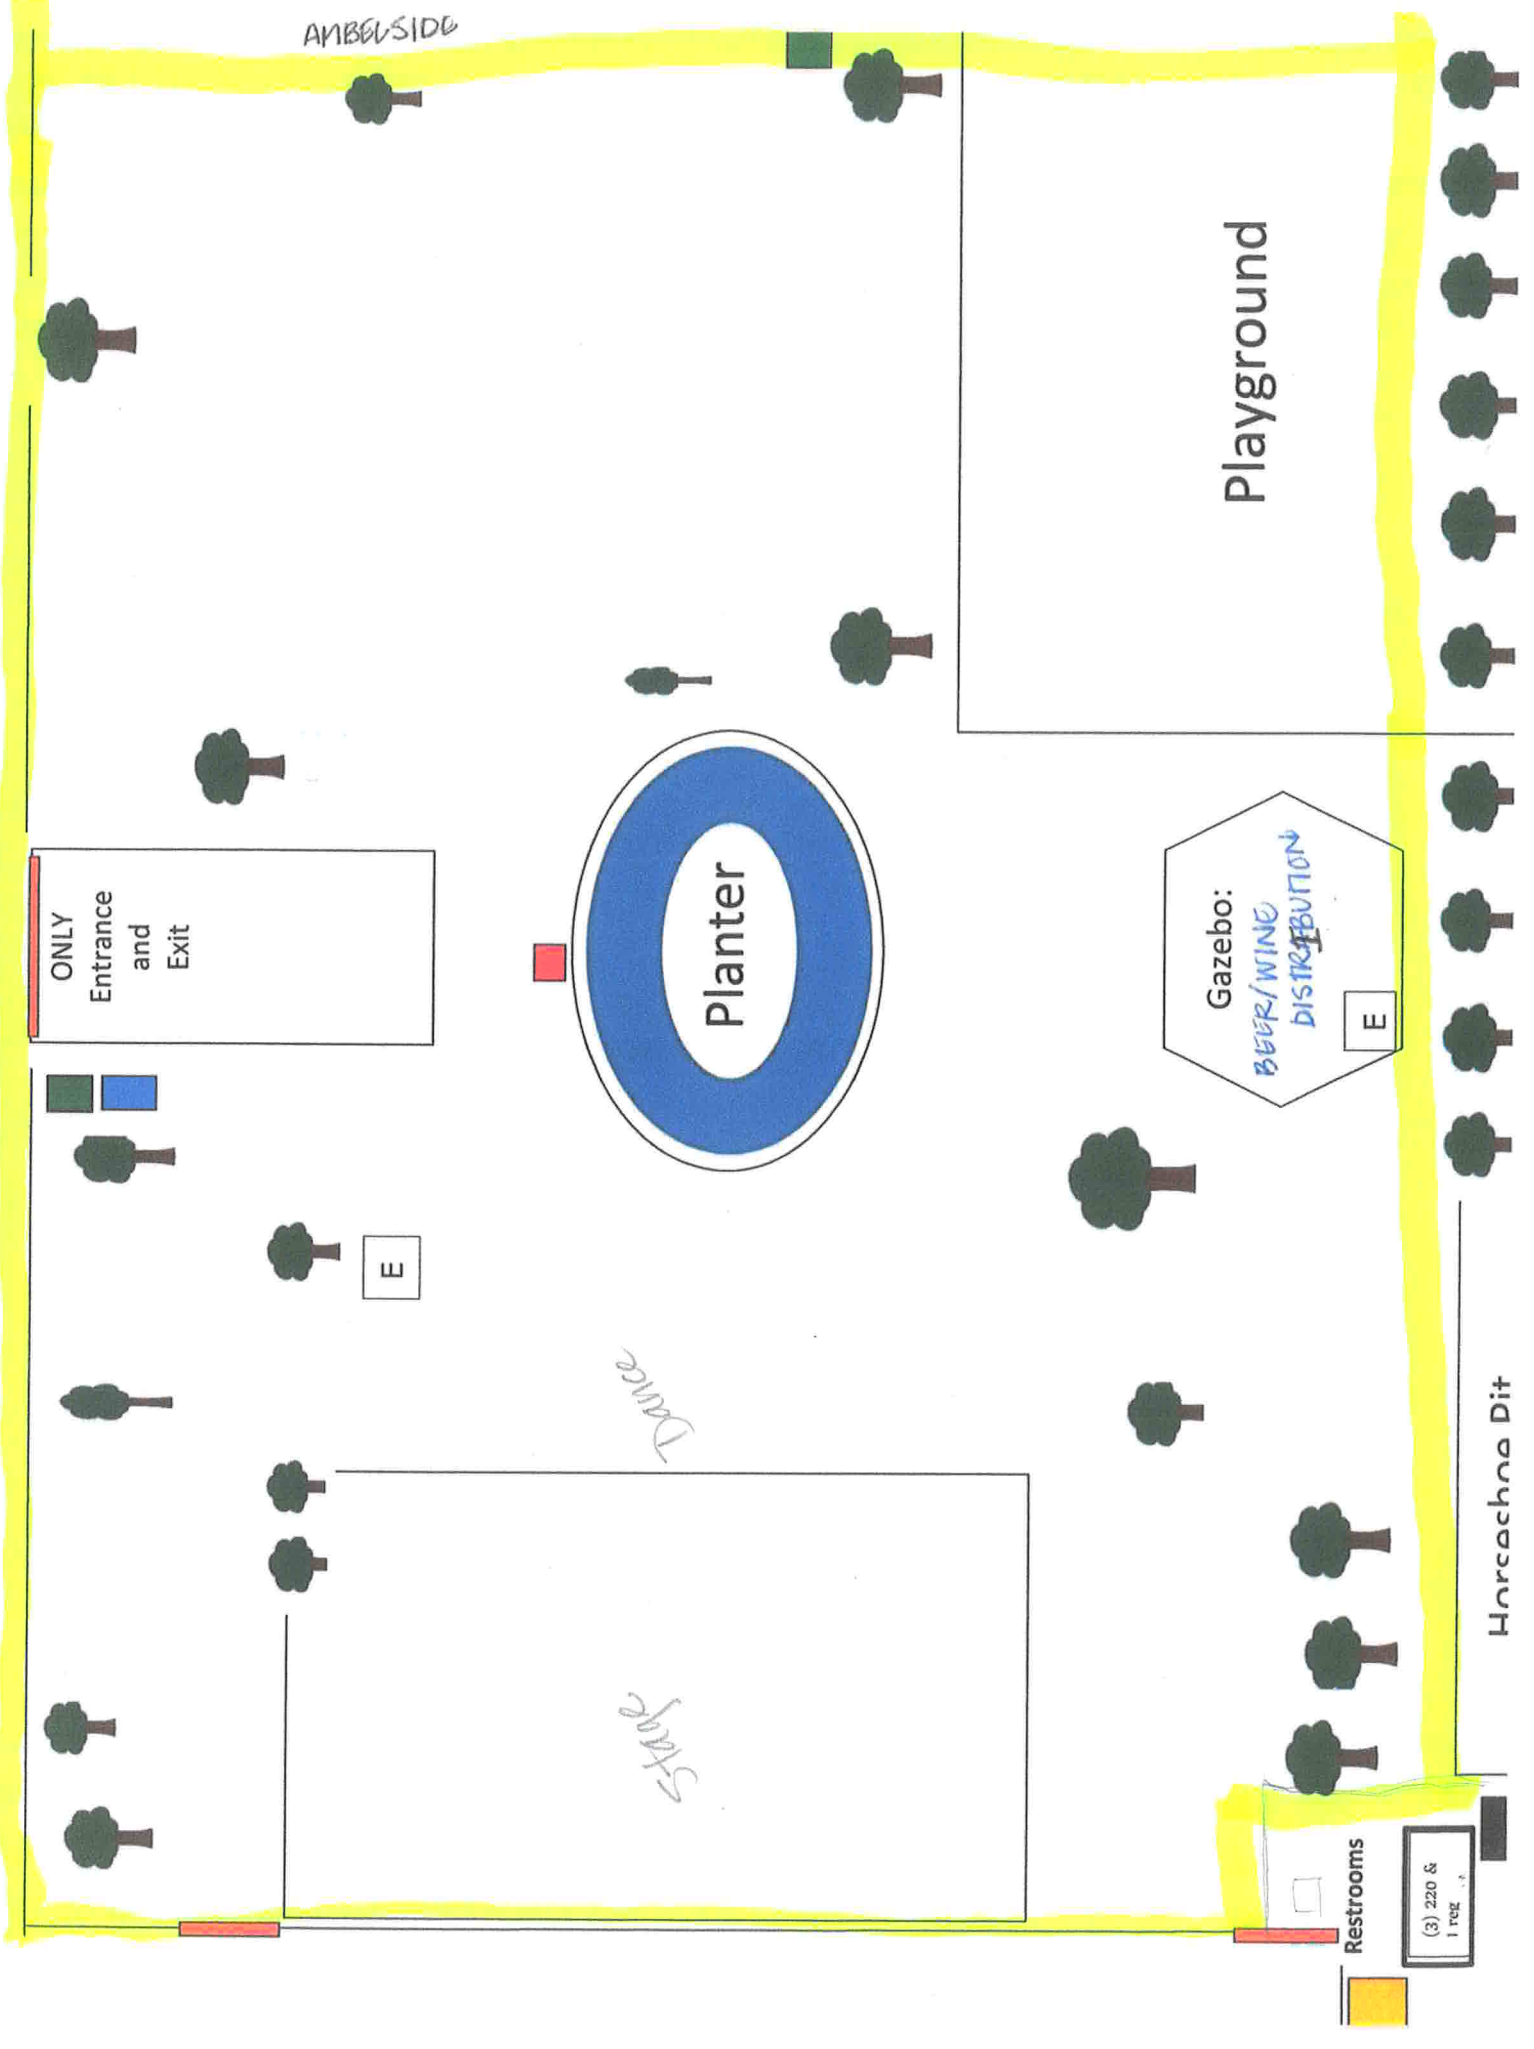 AMBELSIDE
Playground
ONLY
Entrance
and
Exit
Planter
Gazebo:
BEER/WINE
DISTRIBUTION
E
E
Dance
Stage
Horseshoe Pit
Restrooms
(3) 220 &
1 reg